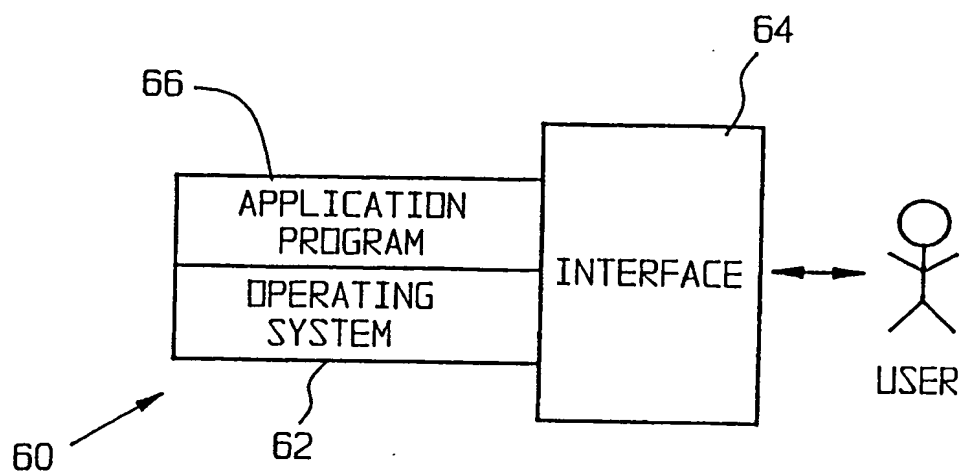 64
66
APPLICATION
PROGRAM
INTERFACE
OPERATING
SYSTEM
USER
60
62